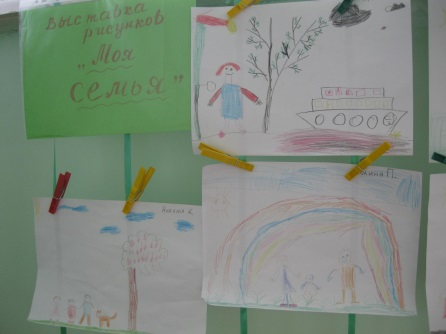 Выставка
рисунков
„Моя
семья”